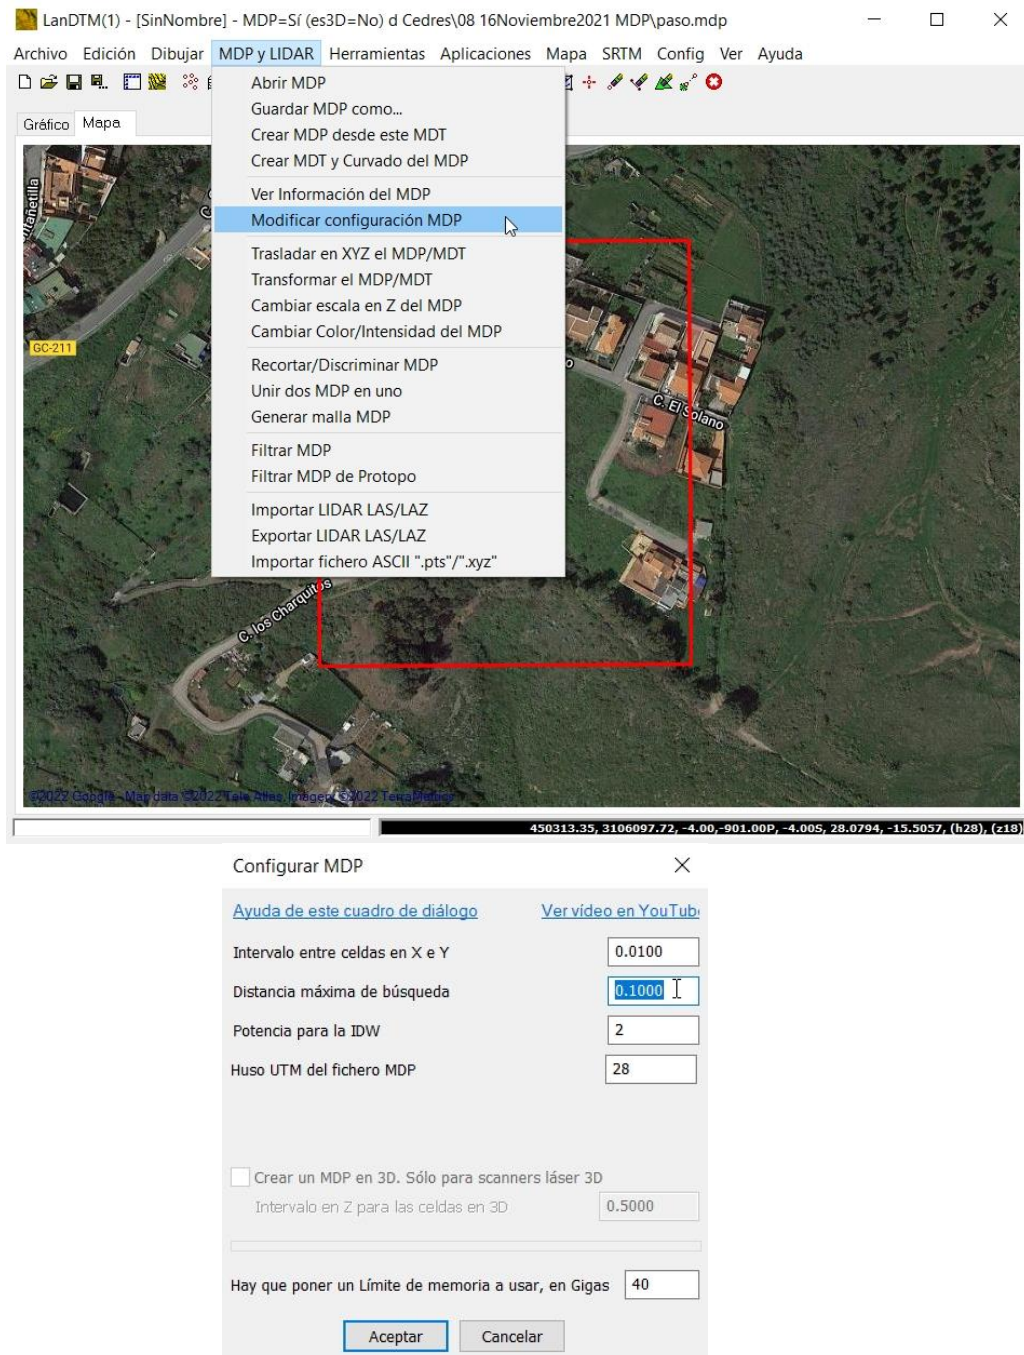 LanDTM(1) - [SinNombre] - MDP=Sí (es3D=No) d Cedres\08 16Noviembre2021 MDP\paso.mdp
Archivo Edición Dibujar MDP y LIDAR Herramientas Aplicaciones Mapa SRTM Config Ver Ayuda
Gráfico Mapa
Abrir MDP
Guardar MDP como...
Crear MDP desde este MDT
Crear MDT y Curvado del MDP
Ver Información del MDP
Modificar configuración MDP
Trasladar en XYZ el MDP/MDT
Transformar el MDP/MDT
Cambiar escala en Z del MDP
Cambiar Color/Intensidad del MDP
Recortar/Discriminar MDP
Unir dos MDP en uno
Generar malla MDP
Filtrar MDP
Filtrar MDP de Protopo
Importar LIDAR LAS/LAZ
Exportar LIDAR LAS/LAZ
Importar fichero ASCII ".pts"/".xyz"
GC-211
C. El Solano
C. los Charquitos
©2022 Google - Map data ©2022 Tele Atlas, Imagery ©2022 TerraMetrics
450313.35, 3106097.72, -4.00,-901.00P, -4.00S, 28.0794, -15.5057, (h28), (z18)
Configurar MDP
Ayuda de este cuadro de diálogo Ver vídeo en YouTub
Intervalo entre celdas en X e Y 0.0100
Distancia máxima de búsqueda 0.1000
Potencia para la IDW 2
Huso UTM del fichero MDP 28
Crear un MDP en 3D. Sólo para scanners láser 3D
Intervalo en Z para las celdas en 3D 0.5000
Hay que poner un Límite de memoria a usar, en Gigas 40
Aceptar Cancelar